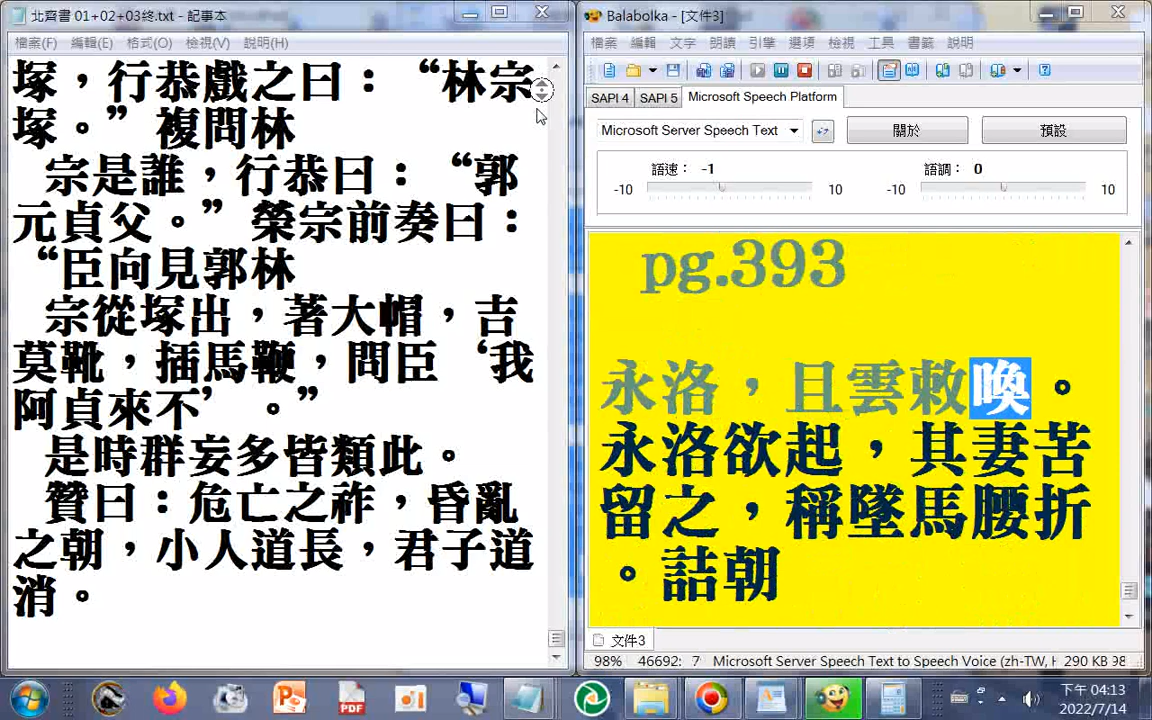 北齊書 01+02+03终.txt - 記事本
檔案(F) 編輯(E) 格式(O) 檢視(V) 說明(H)
塚，行恭戲之曰：“林宗
塚。”複問林
宗是誰，行恭曰：“郭
元貞父。”榮宗前奏曰：
“臣向見郭林
宗從塚出，著大帽，吉
莫靴，插馬鞭，問臣‘我
阿貞來不’。”
是時群妄多皆類此。
贊曰：危亡之祚，昏亂
之朝，小人道長，君子道
消。
Balabolka - [文件3]
檔案 編輯 文字 朗讀 引擎 選項 檢視 工具 書籤 說明
SAPI 4 SAPI 5 Microsoft Speech Platform
Microsoft Server Speech Text 關於 預設
語速： -1 語調： 0
-10 10 -10 10
pg.393
永洛，且雲敕喚。
永洛欲起，其妻苦
留之，稱墜馬腰折
。詰朝
文件3
98% 46692: 7 Microsoft Server Speech Text to Speech Voice (zh-TW, H 290 KB 98
PDF
下午 04:13
2022/7/14